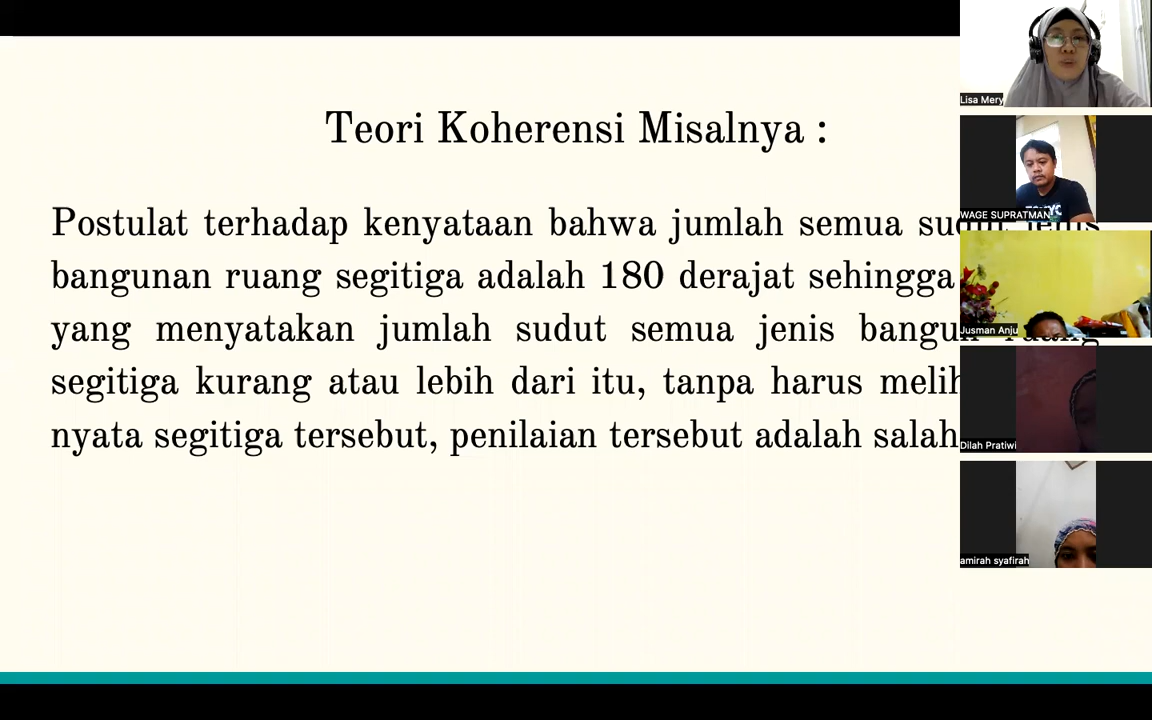 Teori Koherensi Misalnya :
Postulat terhadap kenyataan bahwa jumlah semua sudut jenis
bangunan ruang segitiga adalah 180 derajat sehingga
yang menyatakan jumlah sudut semua jenis bangun ruang
segitiga kurang atau lebih dari itu, tanpa harus
nyata segitiga tersebut, penilaian tersebut adalah salah
Lisa Mery
WAGE SUPRATMAN
Jusman Anju
Dilah Pratiwi
amirah syafirah